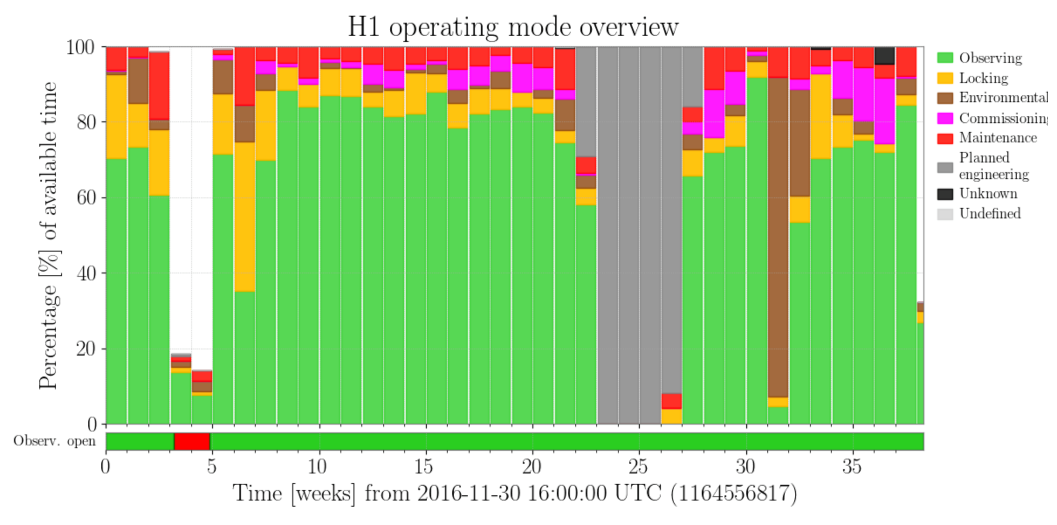 H1 operating mode overview
Percentage [%] of available time
100
80
60
40
20
0
Observing
Locking
Environmental
Commissioning
Maintenance
Planned
engineering
Unknown
Undefined
Observ. open
0 5 10 15 20 25 30 35
Time [weeks] from 2016-11-30 16:00:00 UTC (1164556817)